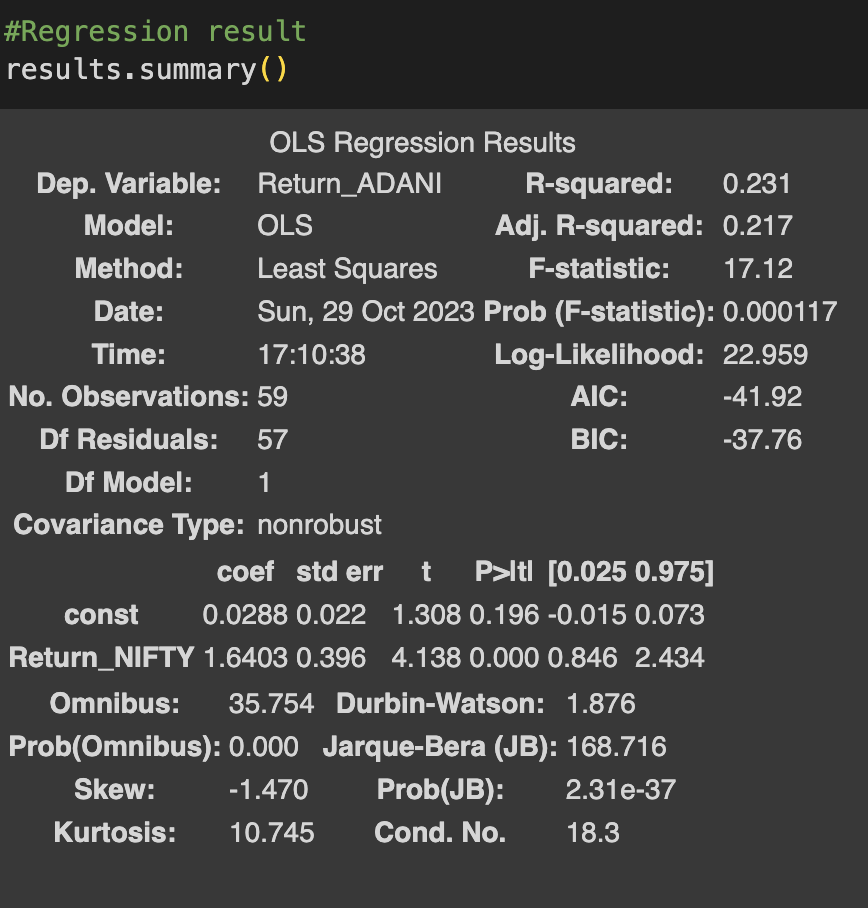 #Regression result
results.summary()
OLS Regression Results
Dep. Variable: Return_ADANI R-squared: 0.231
Model: OLS Adj. R-squared: 0.217
Method: Least Squares F-statistic: 17.12
Date: Sun, 29 Oct 2023 Prob (F-statistic): 0.000117
Time: 17:10:38 Log-Likelihood: 22.959
No. Observations: 59 AIC: -41.92
Df Residuals: 57 BIC: -37.76
Df Model: 1
Covariance Type: nonrobust
coef std err t P>|t| [0.025 0.975]
const 0.0288 0.022 1.308 0.196 -0.015 0.073
Return_NIFTY 1.6403 0.396 4.138 0.000 0.846 2.434
Omnibus: 35.754 Durbin-Watson: 1.876
Prob(Omnibus): 0.000 Jarque-Bera (JB): 168.716
Skew: -1.470 Prob(JB): 2.31e-37
Kurtosis: 10.745 Cond. No. 18.3